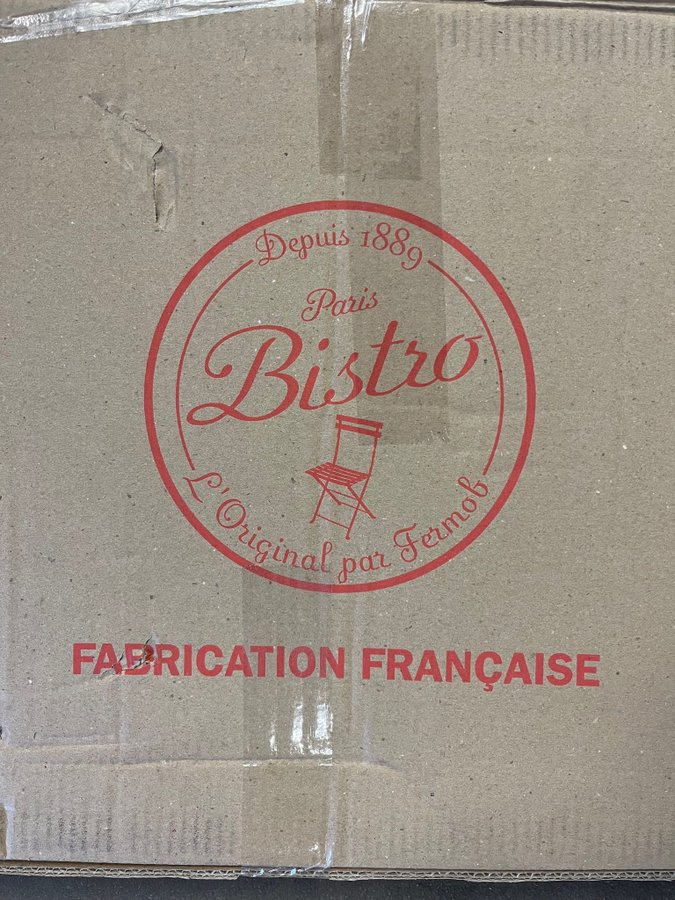 Depuis 1889
Paris
Bistro
L'Original par Fermob
FABRICATION FRANÇAISE